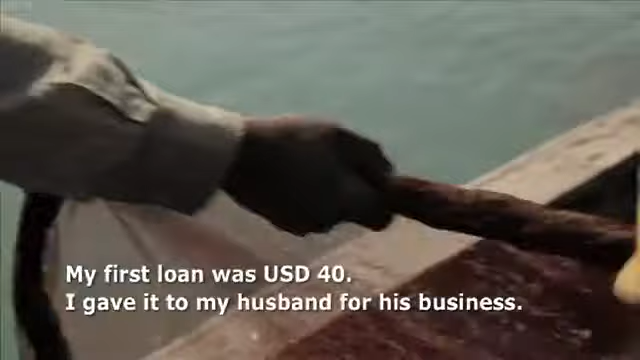 My first loan was USD 40.
I gave it to my husband for his business.